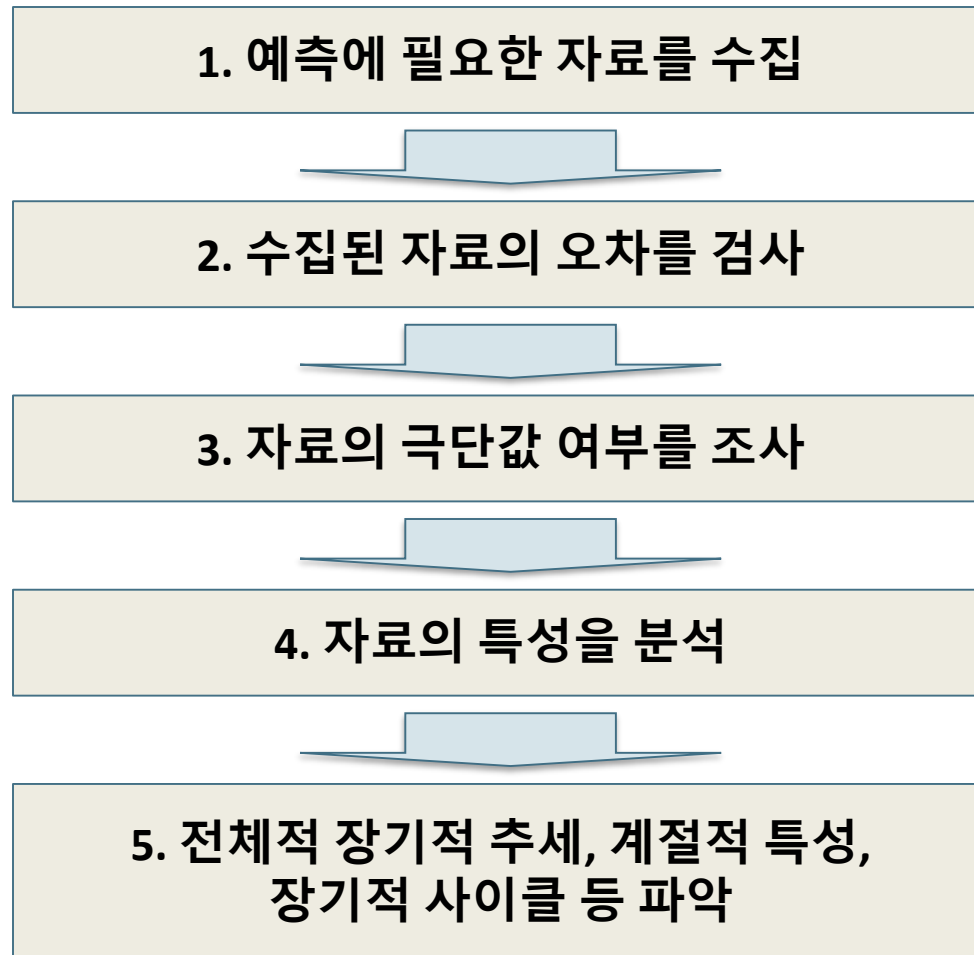 1. 예측에 필요한 자료를 수집
2. 수집된 자료의 오차를 검사
3. 자료의 극단값 여부를 조사
4. 자료의 특성을 분석
5. 전체적 장기적 추세, 계절적 특성,
장기적 사이클 등 파악